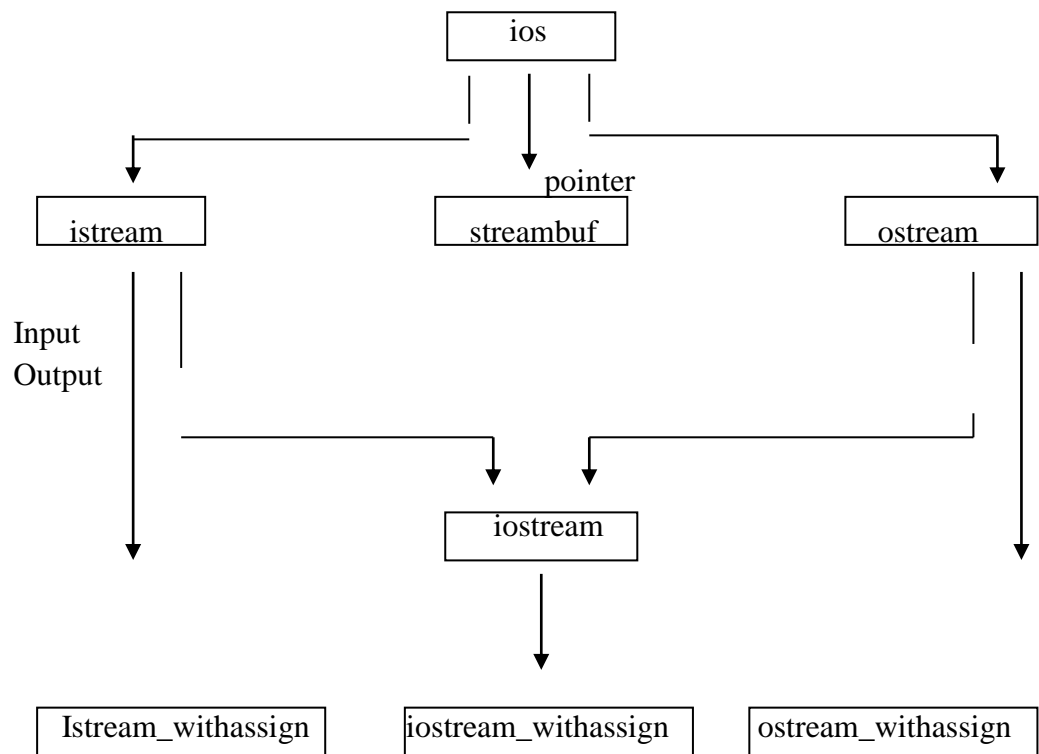 ios
pointer
istream streambuf ostream
Input
Output
iostream
Istream_withassign iostream_withassign ostream_withassign